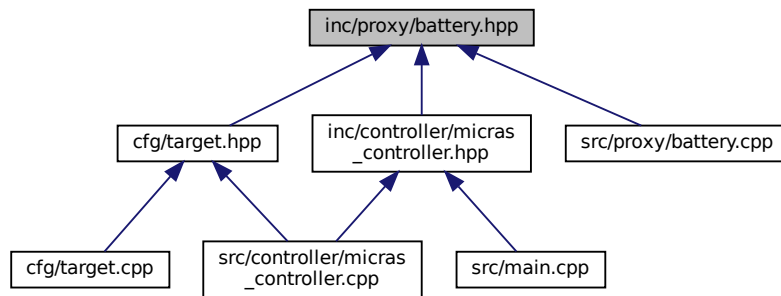 inc/proxy/battery.hpp
cfg/target.hpp
inc/controller/micras
_controller.hpp
src/proxy/battery.cpp
cfg/target.cpp
src/controller/micras
_controller.cpp
src/main.cpp